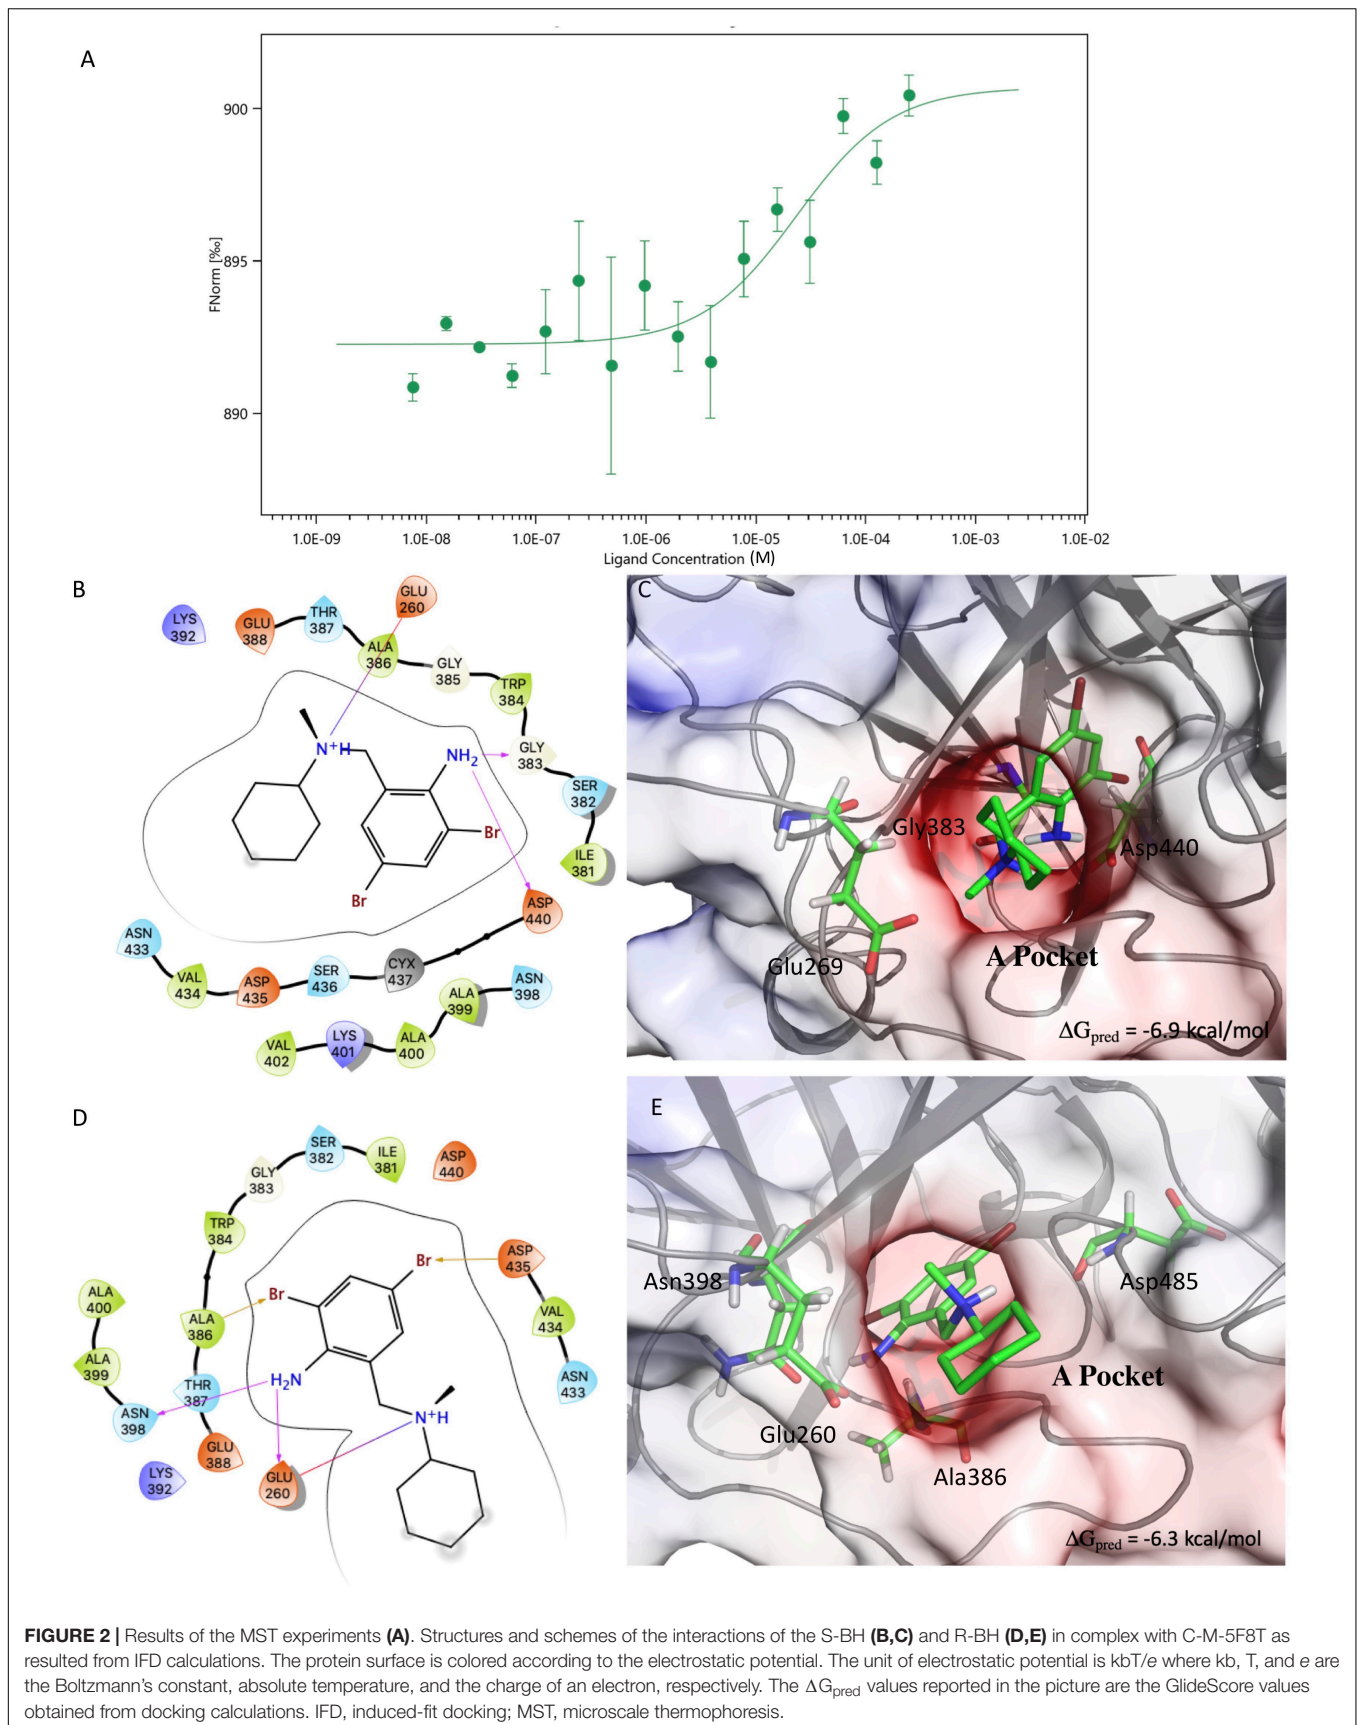 A
900
895
890
FNorm [‰]
1.0E-09 1.0E-08 1.0E-07 1.0E-06 1.0E-05 1.0E-04 1.0E-03 1.0E-02
Ligand Concentration (M)
B
LYS 392
GLU 388
THR 387
ALA 386
GLU 260
GLY 385
TRP 384
GLY 383
SER 382
ILE 381
N+H
NH2
Br
Br
ASP 440
ASN 433
VAL 434
ASP 435
SER 436
CYX 437
ASN 398
ALA 399
ALA 400
LYS 401
VAL 402
C
Gly383
Asp440
Glu269
A Pocket
ΔGpred = -6.9 kcal/mol
D
SER 382
ILE 381
ASP 440
GLY 383
TRP 384
ALA 400
ALA 386
ALA 399
THR 387
ASN 398
GLU 388
LYS 392
GLU 260
Br
Br
ASP 435
VAL 434
ASN 433
H2N
N+H
E
Asn398
Asp485
A Pocket
Glu260
Ala386
ΔGpred = -6.3 kcal/mol
FIGURE 2 | Results of the MST experiments (A). Structures and schemes of the interactions of the S-BH (B,C) and R-BH (D,E) in complex with C-M-5F8T as
resulted from IFD calculations. The protein surface is colored according to the electrostatic potential. The unit of electrostatic potential is kbT/e where kb, T, and e are
the Boltzmann's constant, absolute temperature, and the charge of an electron, respectively. The ΔGpred values reported in the picture are the GlideScore values
obtained from docking calculations. IFD, induced-fit docking; MST, microscale thermophoresis.